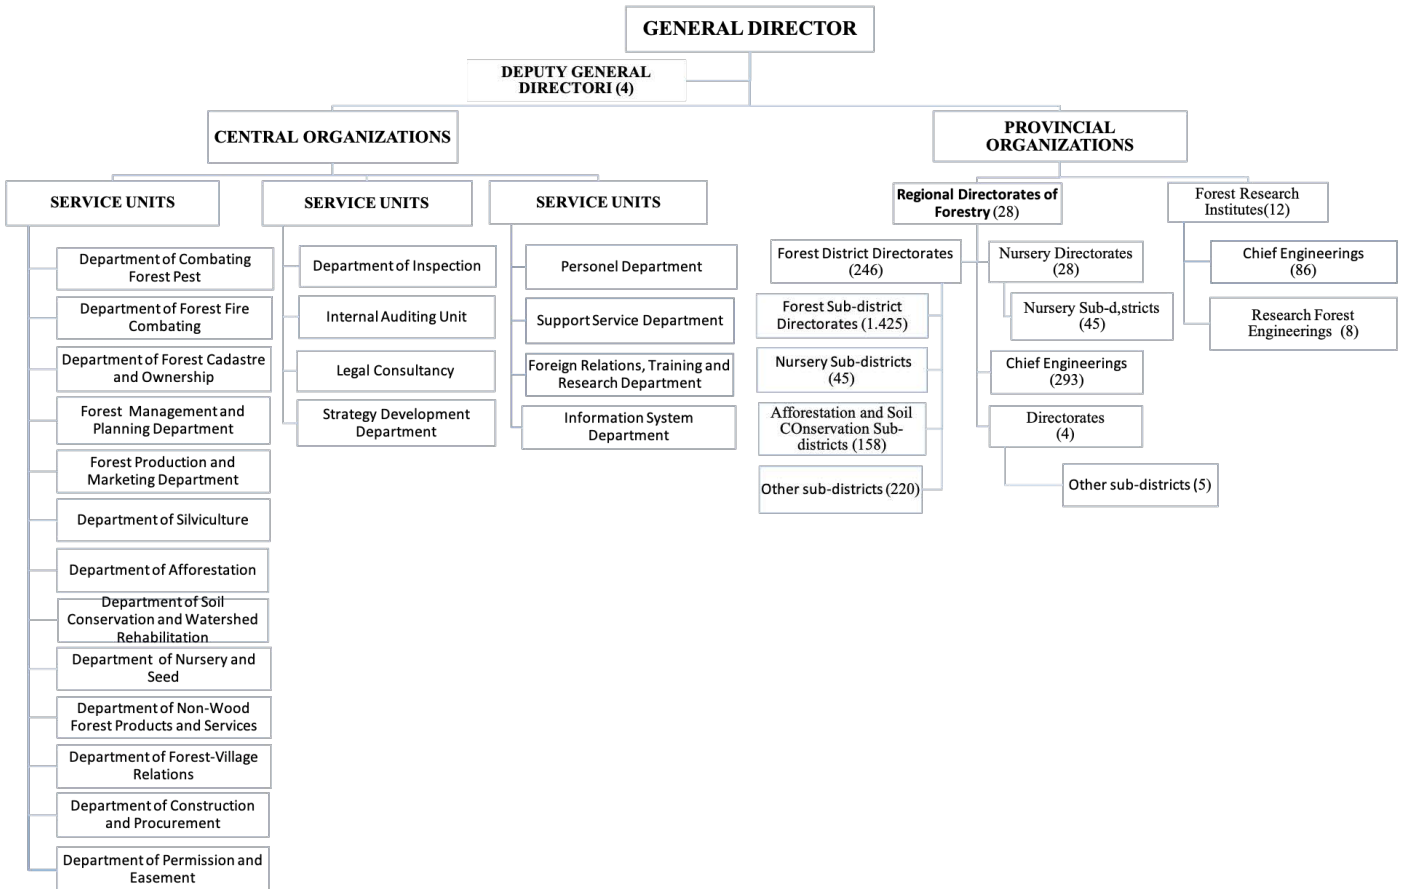 GENERAL DIRECTOR
DEPUTY GENERAL
DIRECTORI (4)
CENTRAL ORGANIZATIONS
PROVINCIAL
ORGANIZATIONS
SERVICE UNITS
SERVICE UNITS
SERVICE UNITS
Regional Directorates of
Forestry (28)
Forest Research
Institutes(12)
Department of Combating
Forest Pest
Department of Forest Fire
Combating
Department of Forest Cadastre
and Ownership
Forest Management and
Planning Department
Forest Production and
Marketing Department
Department of Silviculture
Department of Afforestation
Department of Soil
Conservation and Watershed
Rehabilitation
Department of Nursery and
Seed
Department of Non-Wood
Forest Products and Services
Department of Forest-Village
Relations
Department of Construction
and Procurement
Department of Permission and
Easement
Department of Inspection
Internal Auditing Unit
Legal Consultancy
Strategy Development
Department
Personel Department
Support Service Department
Foreign Relations, Training and
Research Department
Information System
Department
Forest District Directorates
(246)
Forest Sub-district
Directorates (1.425)
Nursery Sub-districts
(45)
Afforestation and Soil
COnservation Sub-
districts (158)
Other sub-districts (220)
Nursery Directorates
(28)
Nursery Sub-d,stricts
(45)
Chief Engineerings
(293)
Directorates
(4)
Other sub-districts (5)
Chief Engineerings
(86)
Research Forest
Engineerings (8)